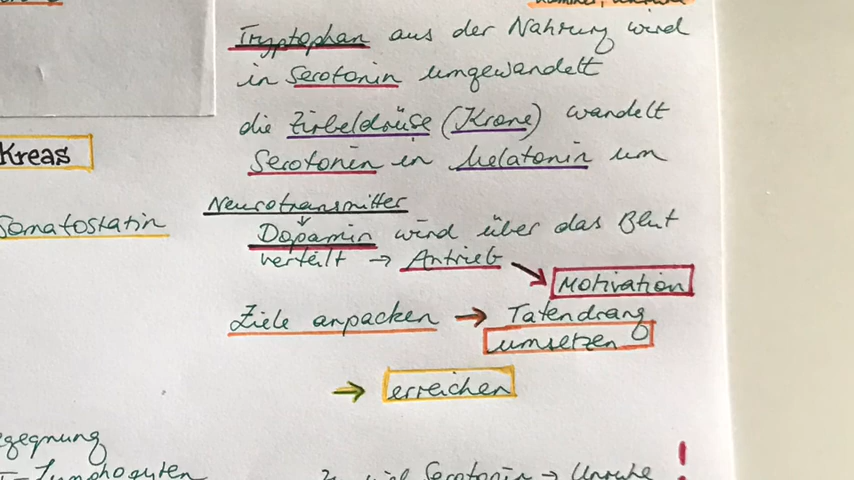 Tryptophan aus der Nahrung wird
in Serotonin umgewandelt
die Zirbeldrüse (Krone) wandelt
Serotonin in Melatonin um
Kreas
Somatostatin
Neurotransmitter
↓
Dopamin wird über das Blut
verteilt → Antrieb
Motivation
Ziele anpacken → Tatendrang
umsetzen
→ erreichen
egegnung
T-Lymphocyten
Zu viel Serotonin → Unruhe !